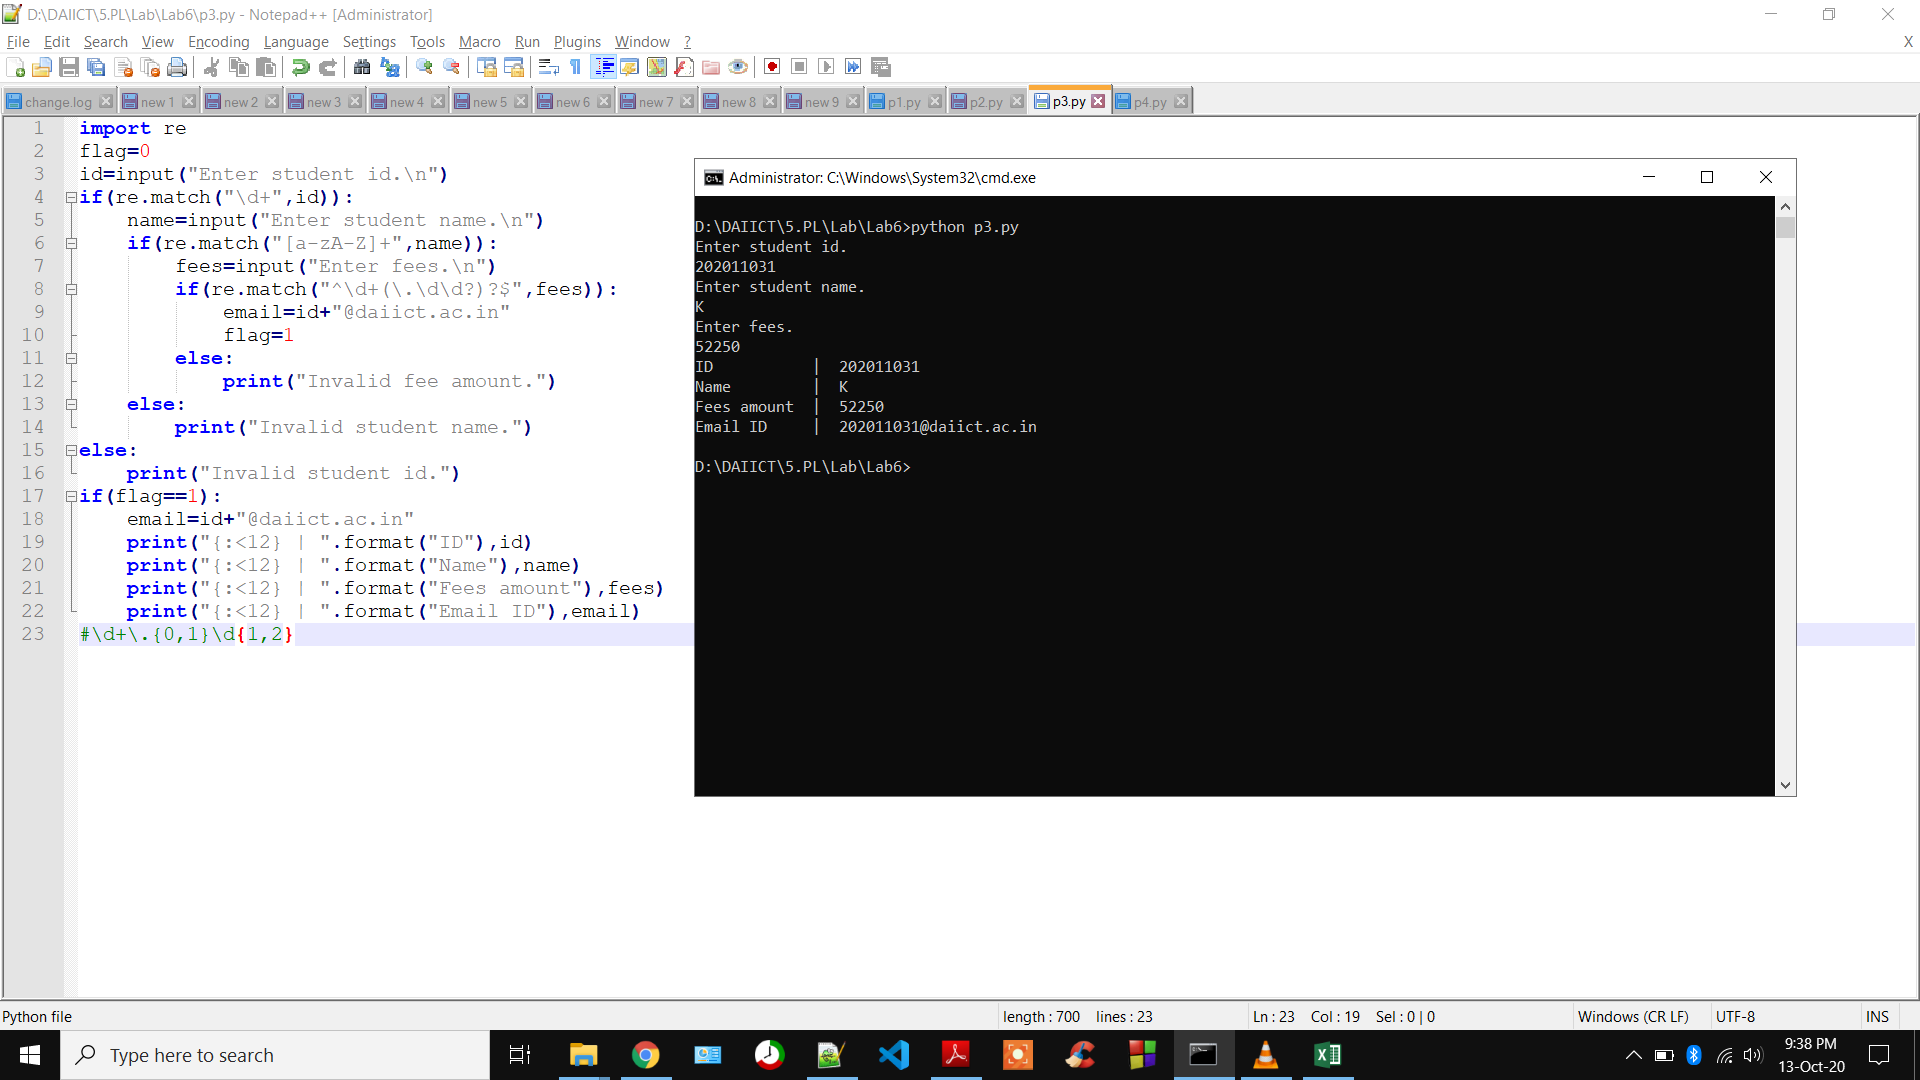 D:\DAIICT\5.PL\Lab\Lab6\p3.py - Notepad++ [Administrator]
File Edit Search View Encoding Language Settings Tools Macro Run Plugins Window ? X
change.log new 1 new 2 new 3 new 4 new 5 new 6 new 7 new 8 new 9 p1.py p2.py p3.py p4.py
1 import re
2 flag=0
3 id=input("Enter student id.\n")
4 if(re.match("\d+",id)):
5 name=input("Enter student name.\n")
6 if(re.match("[a-zA-Z]+",name)):
7 fees=input("Enter fees.\n")
8 if(re.match("^\d+(\.\d\d?)?$",fees)):
9 email=id+"@daiict.ac.in"
10 flag=1
11 else:
12 print("Invalid fee amount.")
13 else:
14 print("Invalid student name.")
15 else:
16 print("Invalid student id.")
17 if(flag==1):
18 email=id+"@daiict.ac.in"
19 print("{:<12} | ".format("ID"),id)
20 print("{:<12} | ".format("Name"),name)
21 print("{:<12} | ".format("Fees amount"),fees)
22 print("{:<12} | ".format("Email ID"),email)
23 #\d+\.{0,1}\d{1,2}
Administrator: C:\Windows\System32\cmd.exe
D:\DAIICT\5.PL\Lab\Lab6>python p3.py
Enter student id.
202011031
Enter student name.
K
Enter fees.
52250
ID | 202011031
Name | K
Fees amount | 52250
Email ID | 202011031@daiict.ac.in
D:\DAIICT\5.PL\Lab\Lab6>
Python file length : 700 lines : 23 Ln : 23 Col : 19 Sel : 0 | 0 Windows (CR LF) UTF-8 INS
Type here to search
9:38 PM
13-Oct-20